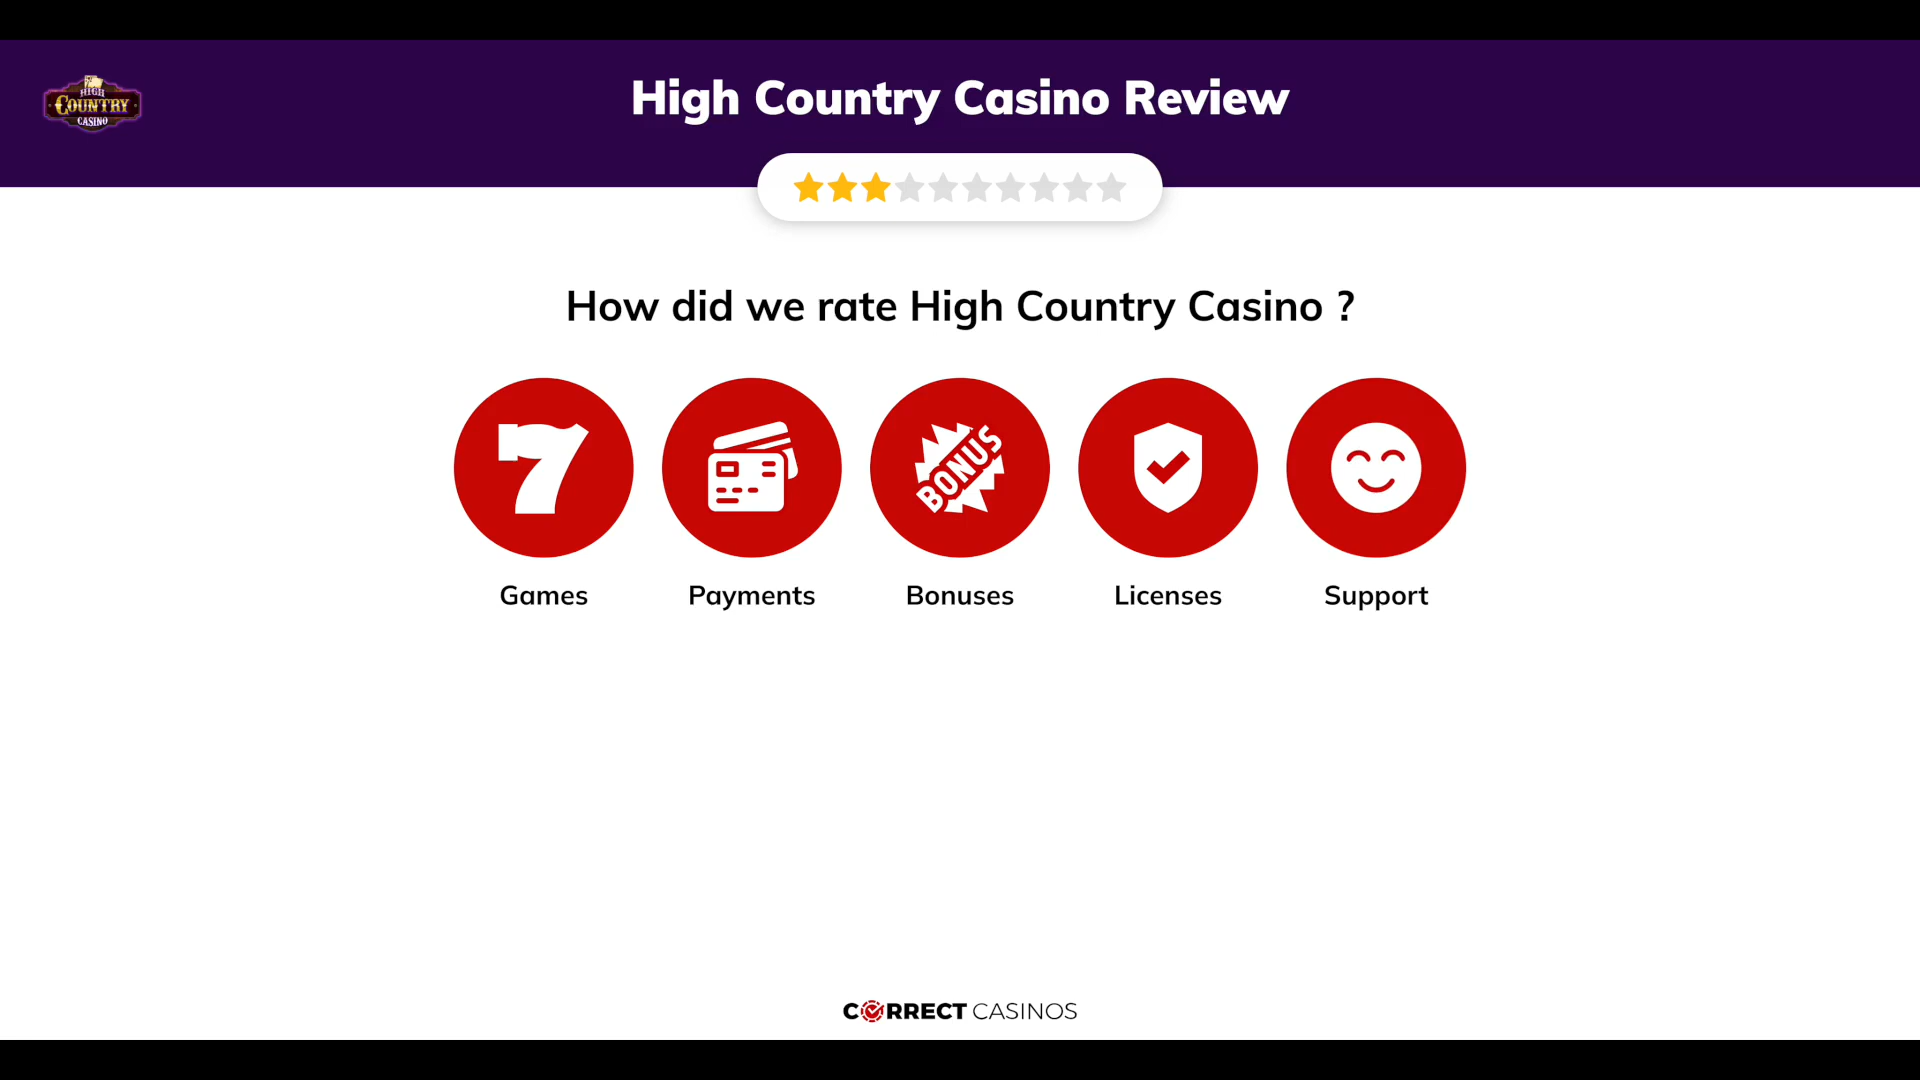 HIGH
COUNTRY
CASINO
High Country Casino Review
How did we rate High Country Casino ?
BONUS
Games Payments Bonuses Licenses Support
CORRECT CASINOS